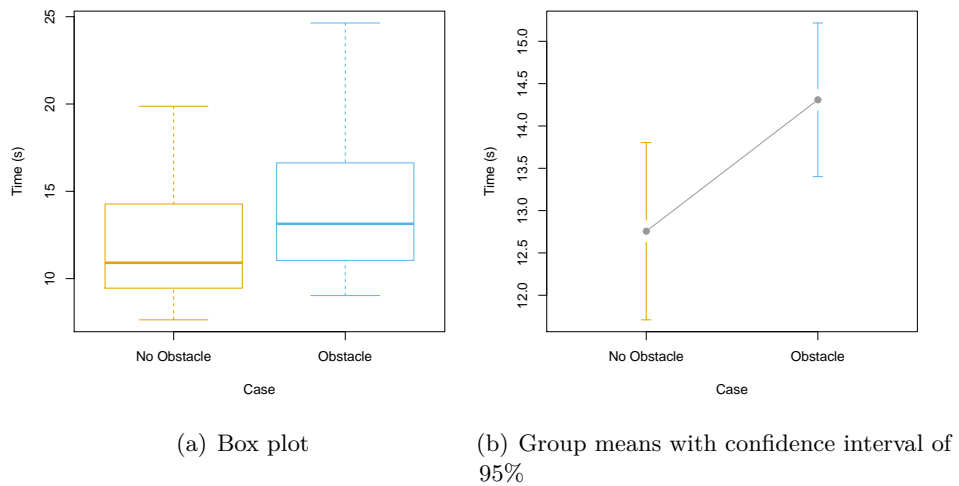 25
20
15
10
Time (s)
No Obstacle
Obstacle
Case
(a) Box plot
15.0
14.5
14.0
13.5
13.0
12.5
12.0
Time (s)
No Obstacle
Obstacle
Case
(b) Group means with confidence interval of
95%